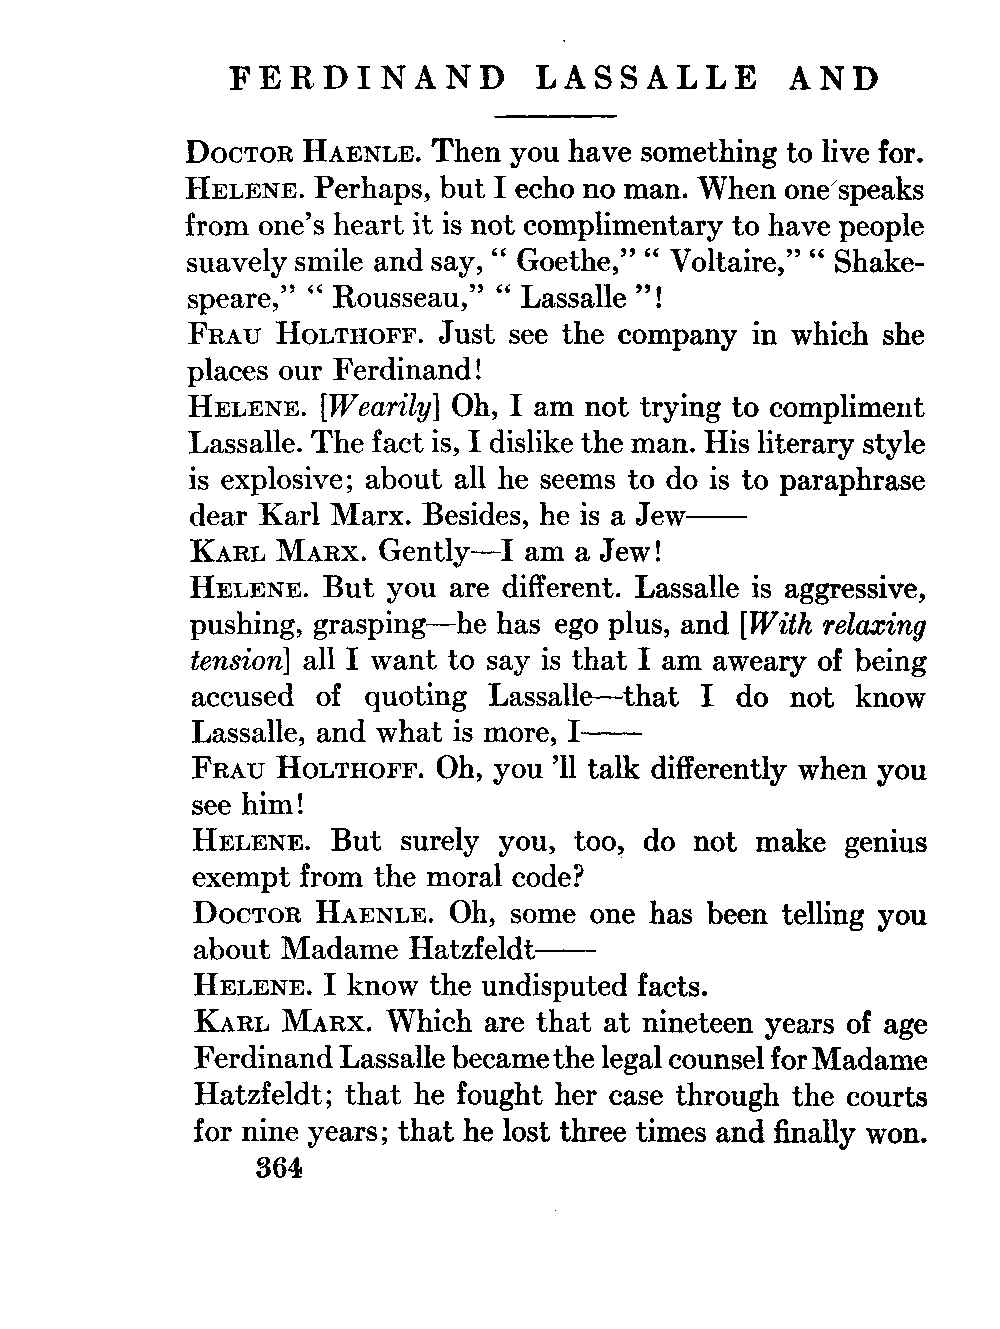 FERDINAND LASSALLE AND
DOCTOR HAENLE. Then you have something to live for.
HELENE. Perhaps, but I echo no man. When one speaks
from one's heart it is not complimentary to have people
suavely smile and say, “ Goethe,” “ Voltaire,” “ Shake-
speare,” “ Rousseau,” “ Lassalle ”!
FRAU HOLTHOFF. Just see the company in which she
places our Ferdinand!
HELENE. [Wearily] Oh, I am not trying to compliment
Lassalle. The fact is, I dislike the man. His literary style
is explosive; about all he seems to do is to paraphrase
dear Karl Marx. Besides, he is a Jew——
KARL MARX. Gently—I am a Jew!
HELENE. But you are different. Lassalle is aggressive,
pushing, grasping—he has ego plus, and [With relaxing
tension] all I want to say is that I am aweary of being
accused of quoting Lassalle—that I do not know
Lassalle, and what is more, I——
FRAU HOLTHOFF. Oh, you 'll talk differently when you
see him!
HELENE. But surely you, too, do not make genius
exempt from the moral code?
DOCTOR HAENLE. Oh, some one has been telling you
about Madame Hatzfeldt——
HELENE. I know the undisputed facts.
KARL MARX. Which are that at nineteen years of age
Ferdinand Lassalle became the legal counsel for Madame
Hatzfeldt; that he fought her case through the courts
for nine years; that he lost three times and finally won.
364